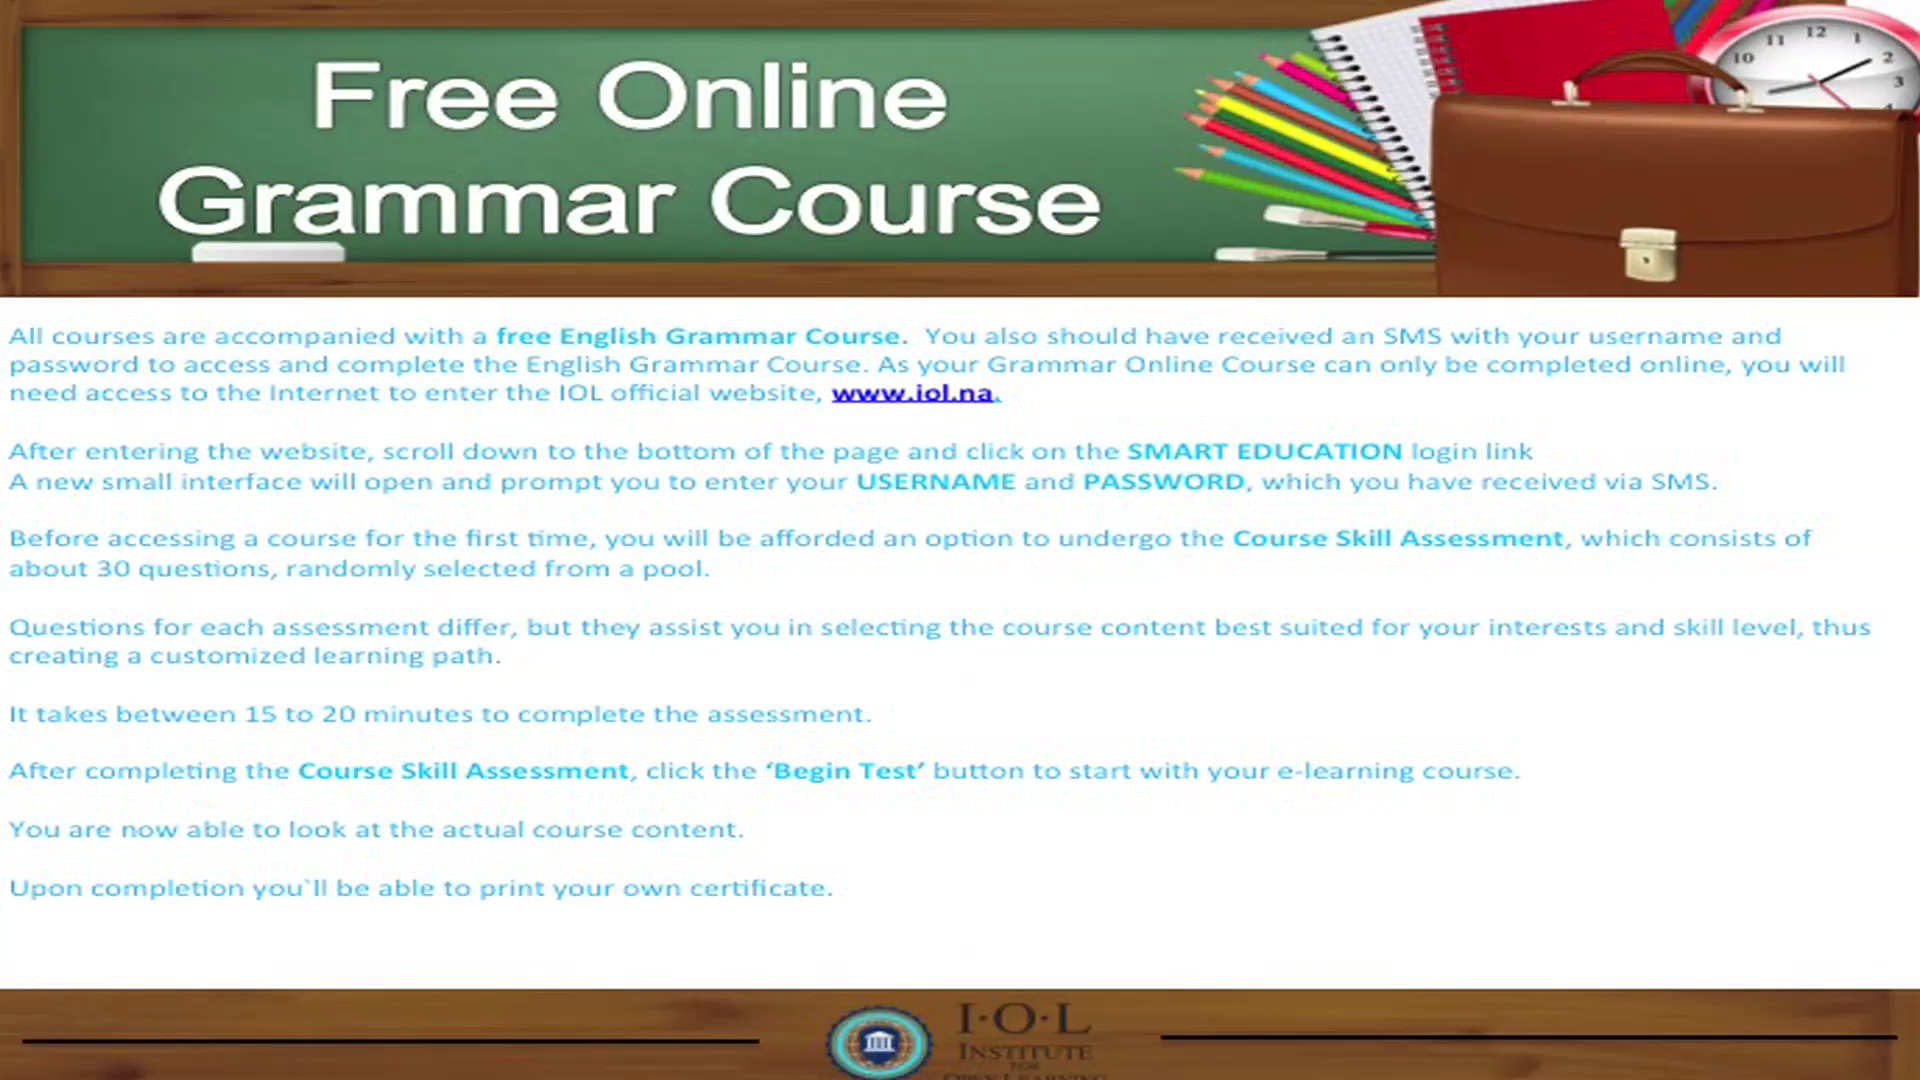 Free Online
Grammar Course
10 11 12 1 2 3 4
All courses are accompanied with a free English Grammar Course. You also should have received an SMS with your username and
password to access and complete the English Grammar Course. As your Grammar Online Course can only be completed online, you will
need access to the Internet to enter the IOL official website, www.iol.na.
After entering the website, scroll down to the bottom of the page and click on the SMART EDUCATION login link
A new small interface will open and prompt you to enter your USERNAME and PASSWORD, which you have received via SMS.
Before accessing a course for the first time, you will be afforded an option to undergo the Course Skill Assessment, which consists of
about 30 questions, randomly selected from a pool.
Questions for each assessment differ, but they assist you in selecting the course content best suited for your interests and skill level, thus
creating a customized learning path.
It takes between 15 to 20 minutes to complete the assessment.
After completing the Course Skill Assessment, click the ‘Begin Test’ button to start with your e-learning course.
You are now able to look at the actual course content.
Upon completion you`ll be able to print your own certificate.
I·O·L
INSTITUTE
FOR
OPEN LEARNING